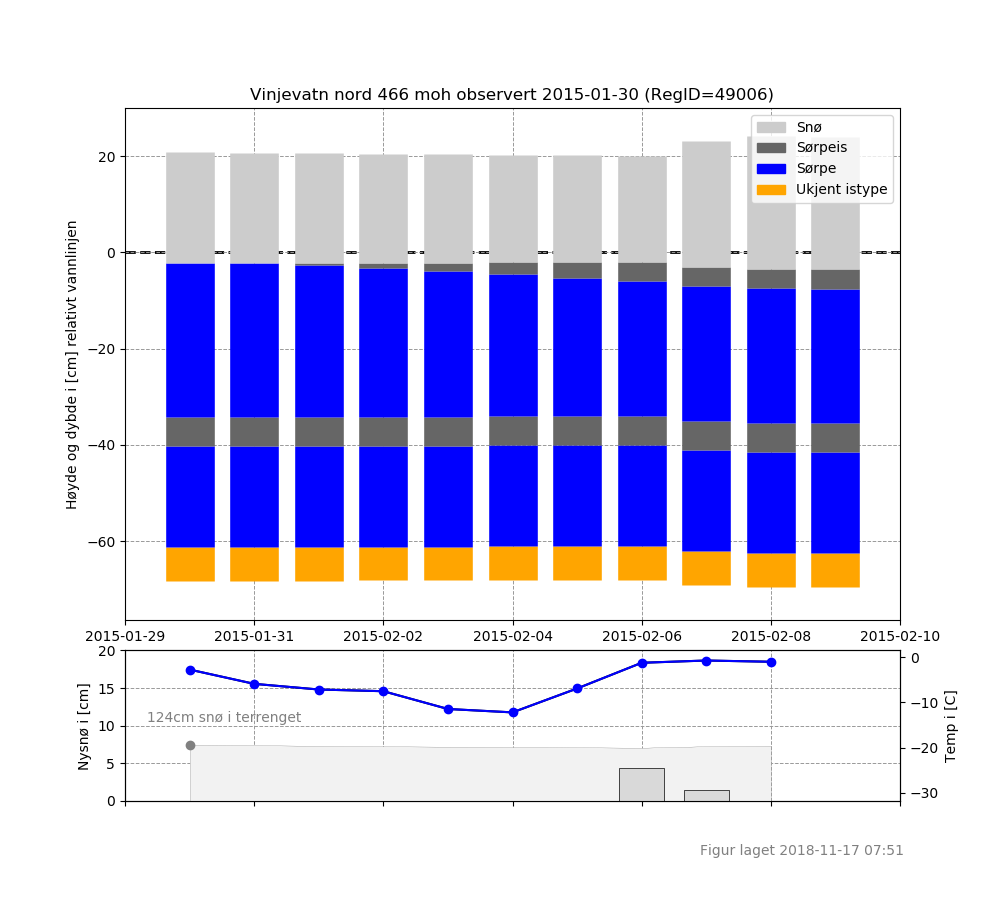 Vinjevatn nord 466 moh observert 2015-01-30 (RegID=49006)
Høyde og dybde i [cm] relativt vannlinjen
20
0
−20
−40
−60
Snø
Sørpeis
Sørpe
Ukjent istype
2015-01-29
2015-01-31
2015-02-02
2015-02-04
2015-02-06
2015-02-08
2015-02-10
Nysnø i [cm]
20
15
10
5
0
124cm snø i terrenget
0
−10
−20
−30
Temp i [C]
Figur laget 2018-11-17 07:51